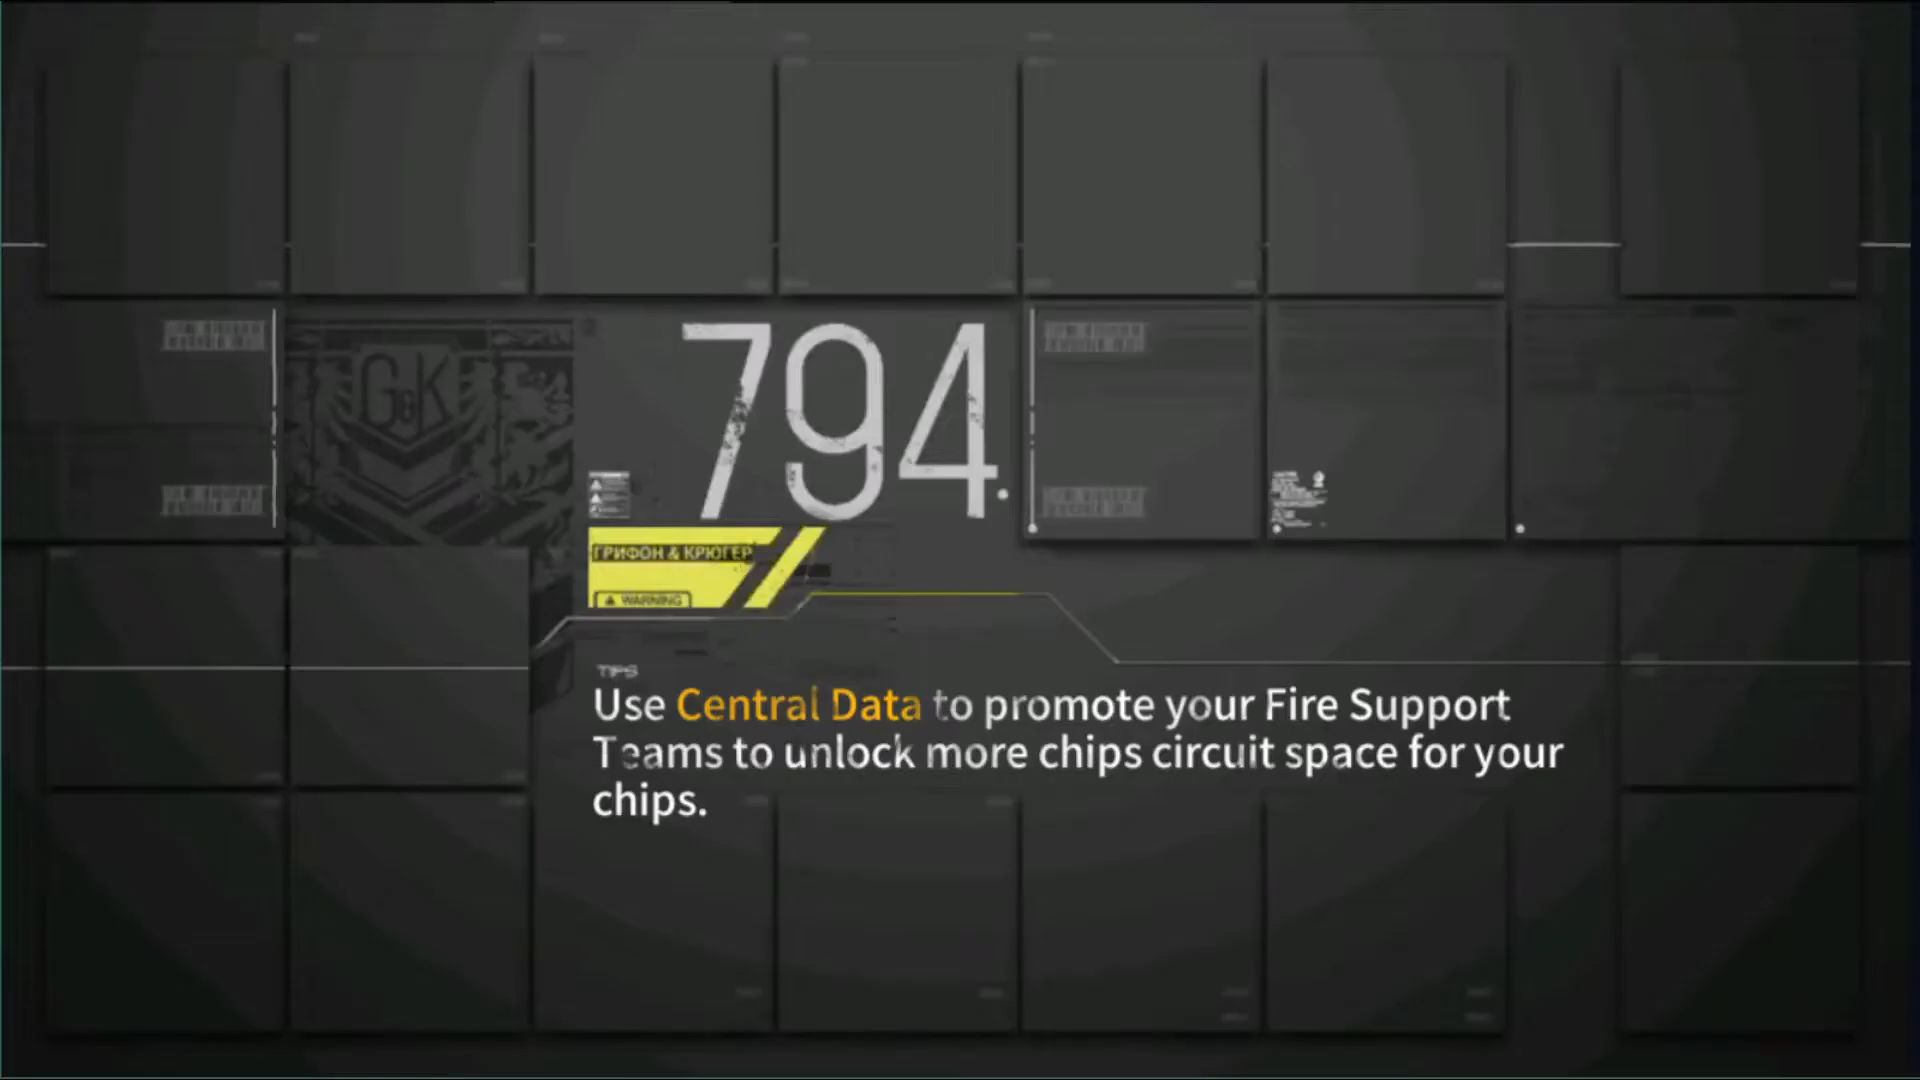 G&K
794.
ГРИФОН & КРЮГЕР
WARNING
TIPS
Use Central Data to promote your Fire Support
Teams to unlock more chips circuit space for your
chips.